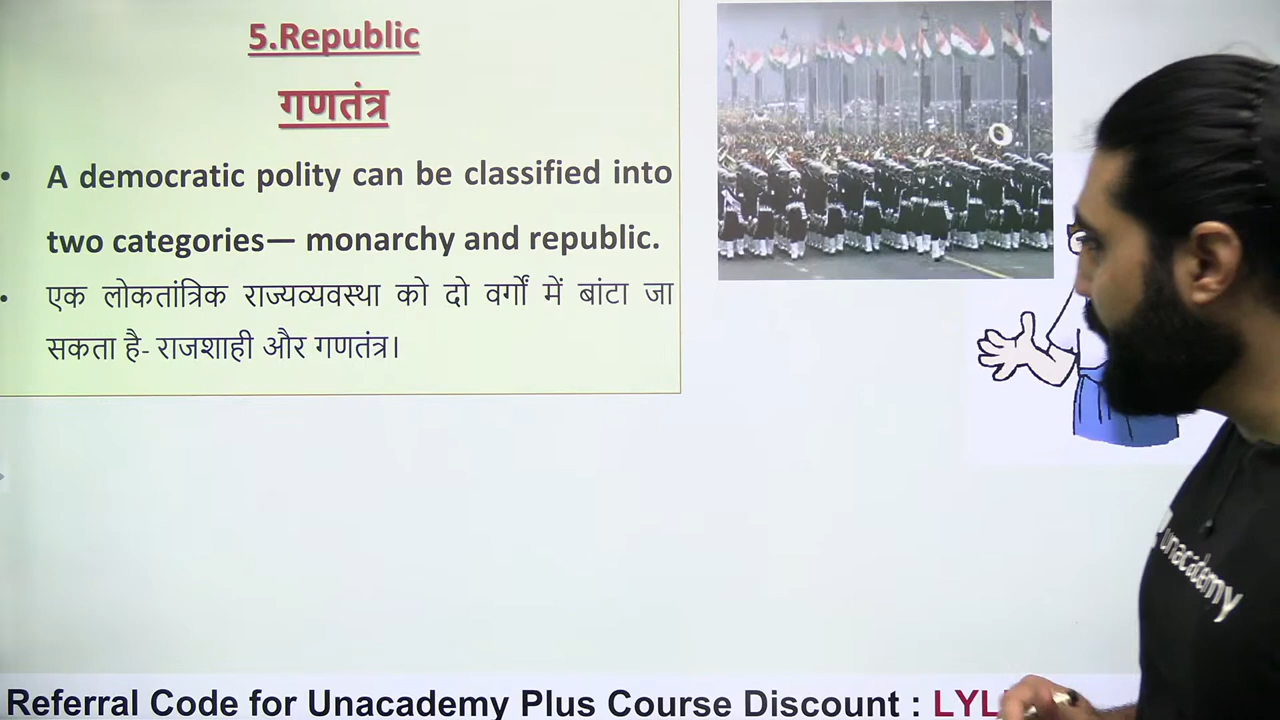 5.Republic
गणतंत्र
• A democratic polity can be classified into
two categories— monarchy and republic.
• एक लोकतांत्रिक राज्यव्यवस्था को दो वर्गों में बांटा जा
सकता है- राजशाही और गणतंत्र।
unacademy
Referral Code for Unacademy Plus Course Discount :